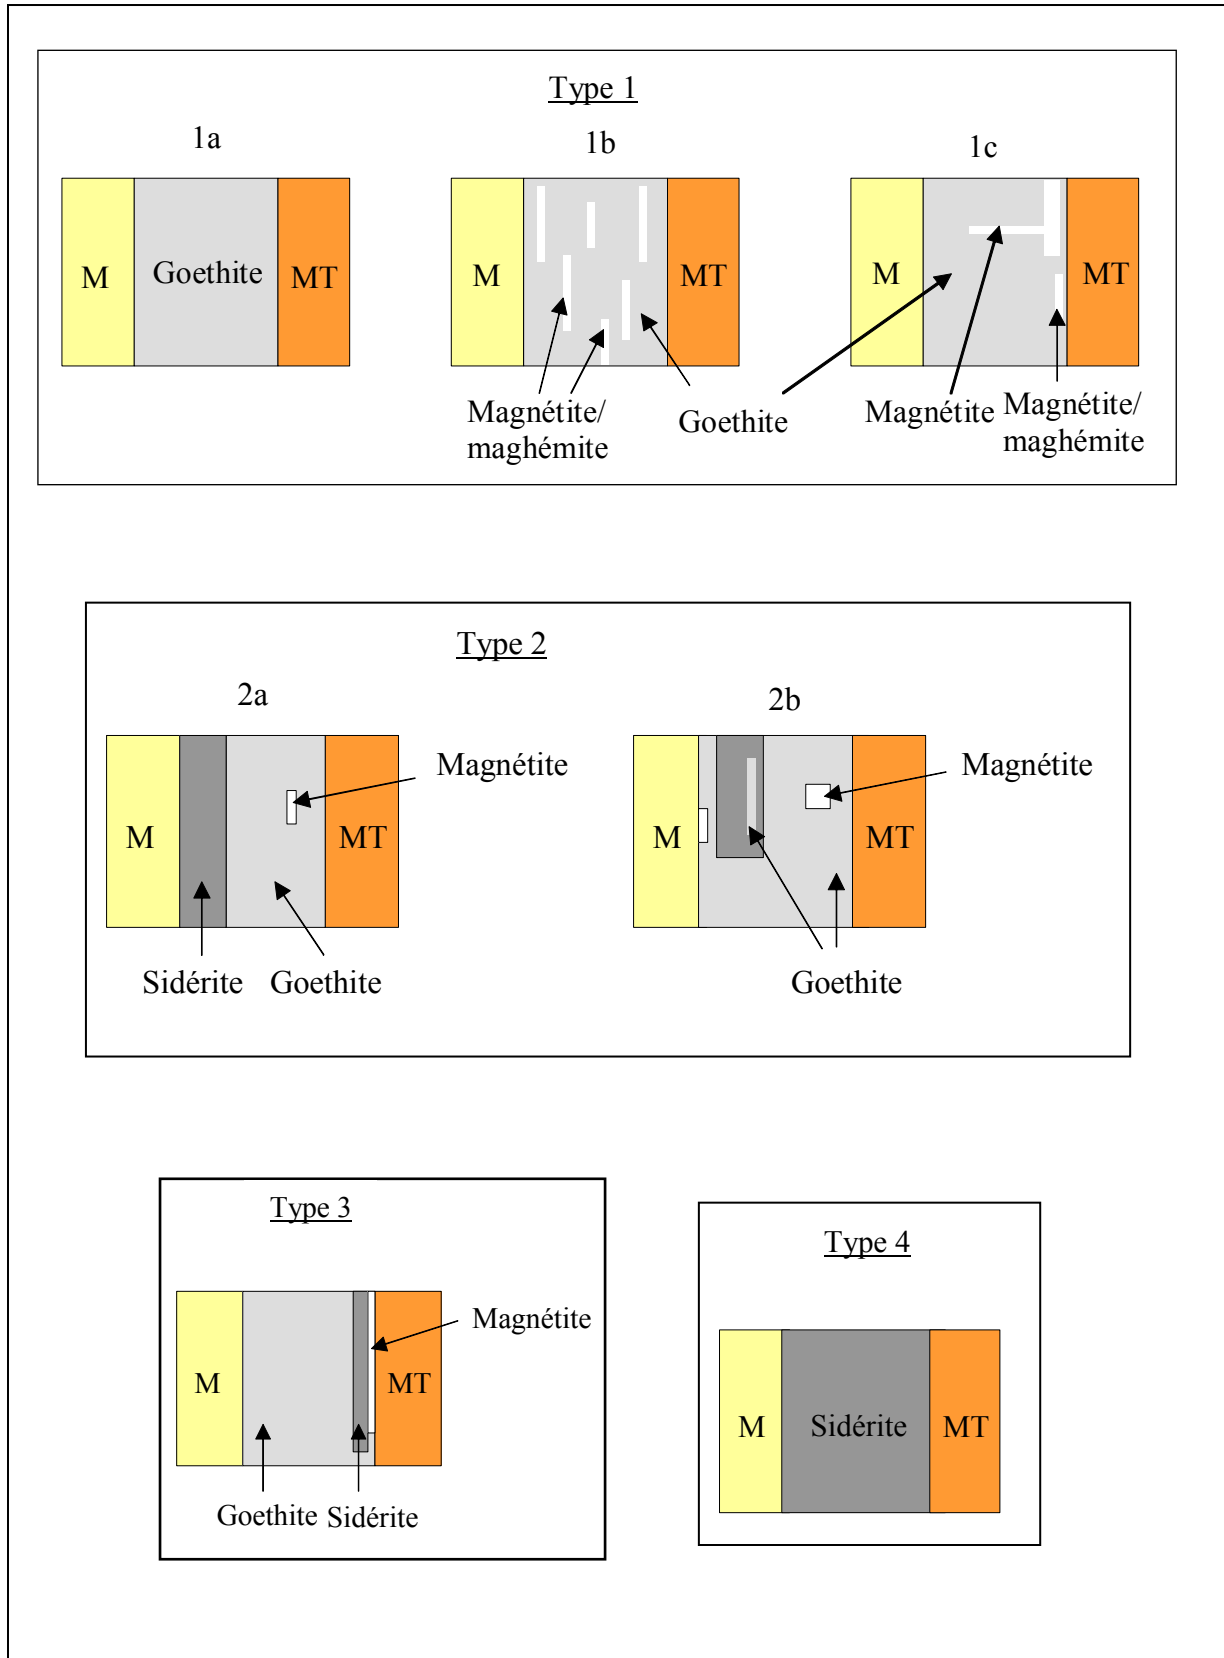 Type 1
1a
1b
1c
M
Goethite
MT
M
MT
M
MT
Magnétite/
maghémite
Goethite
Magnétite
Magnétite/
maghémite
Type 2
2a
2b
M
MT
Magnétite
Sidérite
Goethite
M
MT
Magnétite
Goethite
Type 3
M
MT
Magnétite
Goethite
Sidérite
Type 4
M
Sidérite
MT